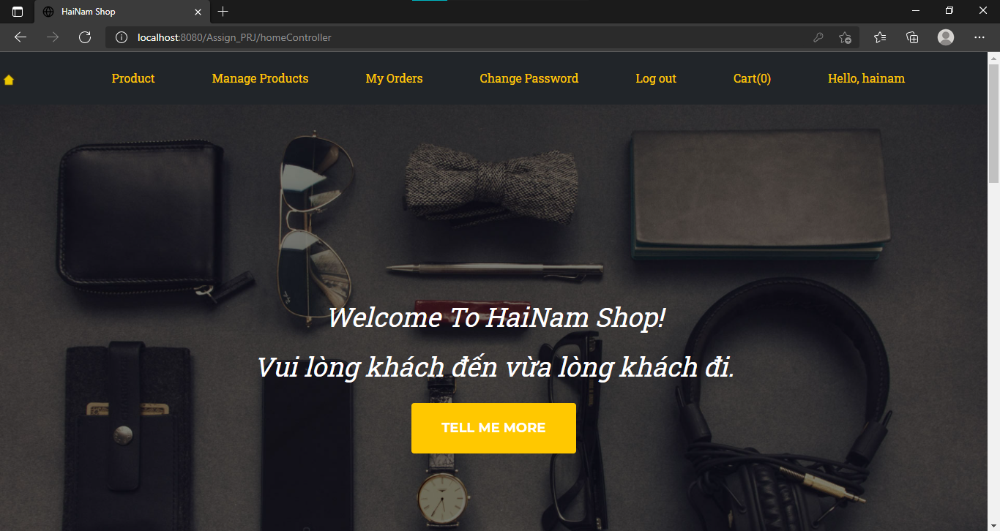 HaiNam Shop
localhost:8080/Assign_PRJ/homeController
Product Manage Products My Orders Change Password Log out Cart(0) Hello, hainam
Welcome To HaiNam Shop!
Vui lòng khách đến vừa lòng khách đi.
TELL ME MORE